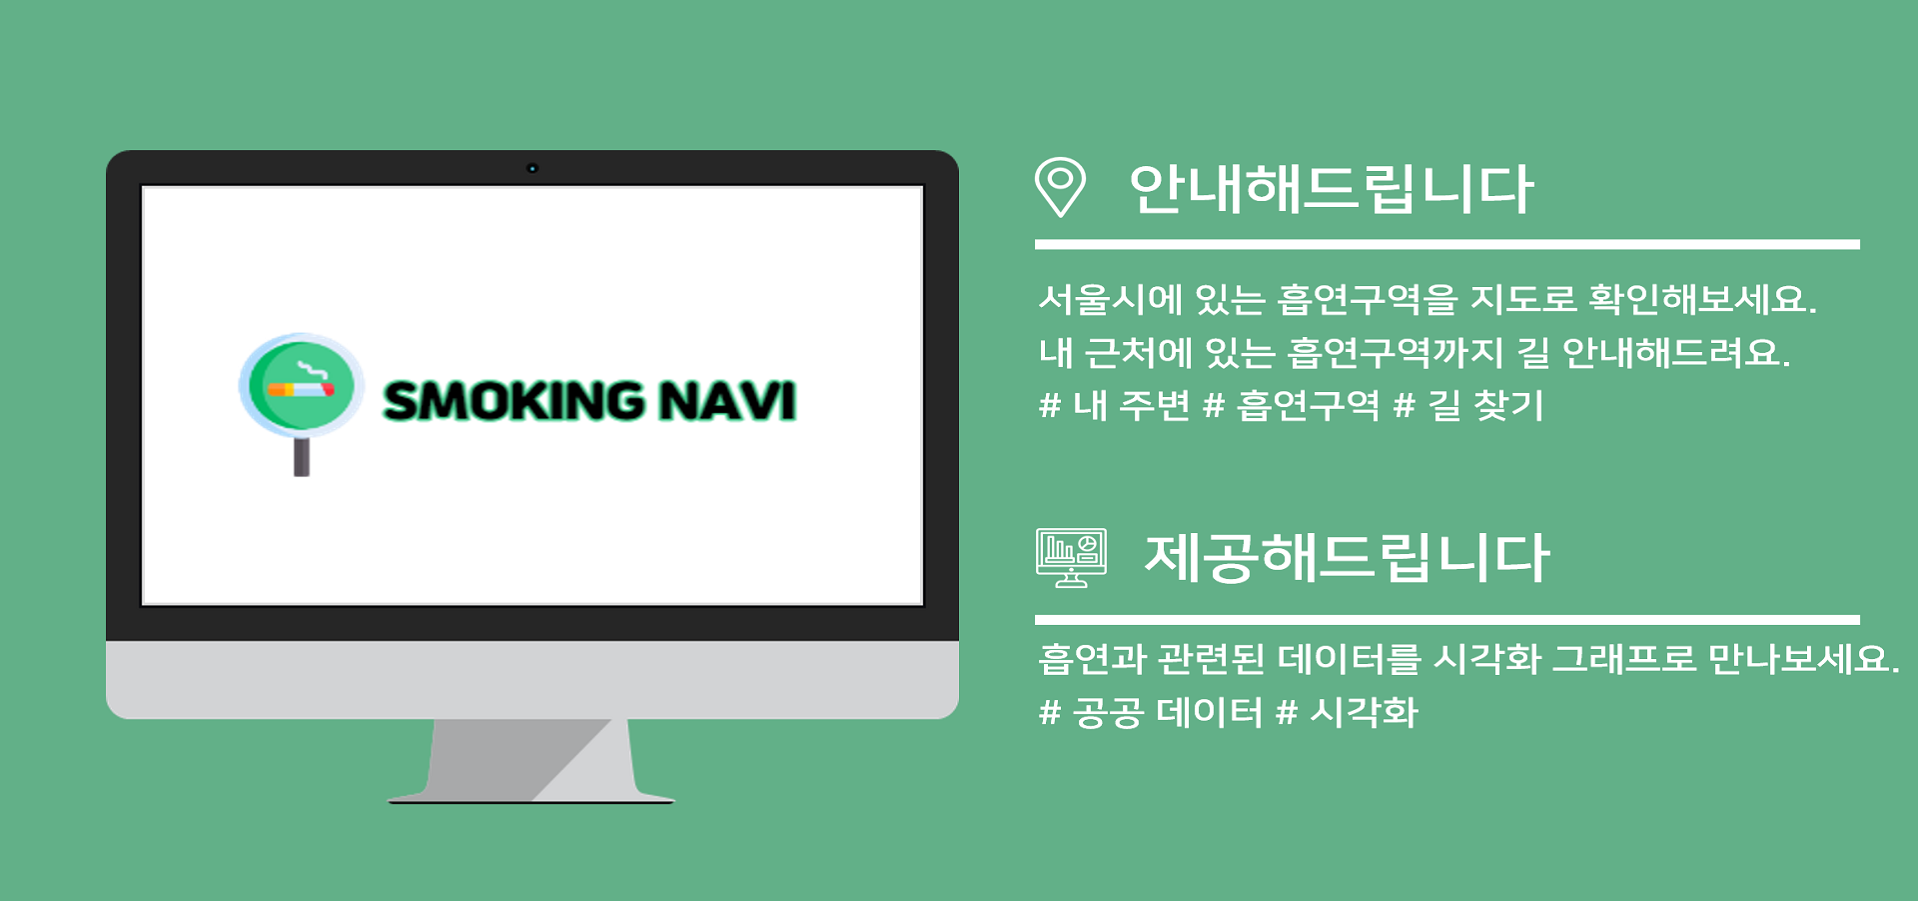 SMOKING NAVI
안내해드립니다
서울시에 있는 흡연구역을 지도로 확인해보세요.
내 근처에 있는 흡연구역까지 길 안내해드려요.
# 내 주변 # 흡연구역 # 길 찾기
제공해드립니다
흡연과 관련된 데이터를 시각화 그래프로 만나보세요.
# 공공 데이터 # 시각화